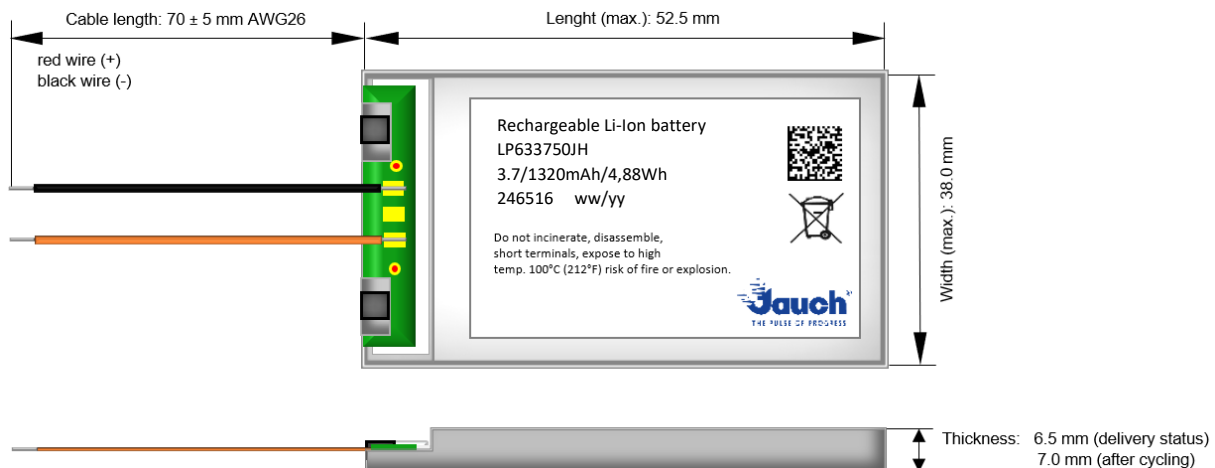 Cable length: 70 ± 5 mm AWG26
Lenght (max.): 52.5 mm
red wire (+)
black wire (-)
Rechargeable Li-Ion battery
LP633750JH
3.7/1320mAh/4,88Wh
246516 ww/yy
Do not incinerate, disassemble,
short terminals, expose to high
temp. 100°C (212°F) risk of fire or explosion.
Jauch
THE PULSE OF PROGRESS
Width (max.): 38.0 mm
Thickness: 6.5 mm (delivery status)
7.0 mm (after cycling)